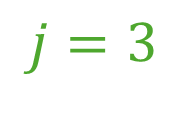 j = 3